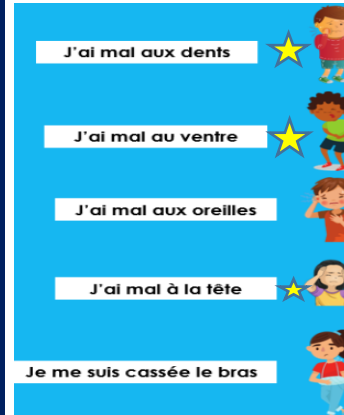 J'ai mal aux dents
J'ai mal au ventre
J'ai mal aux oreilles
J'ai mal à la tête
Je me suis cassée le bras